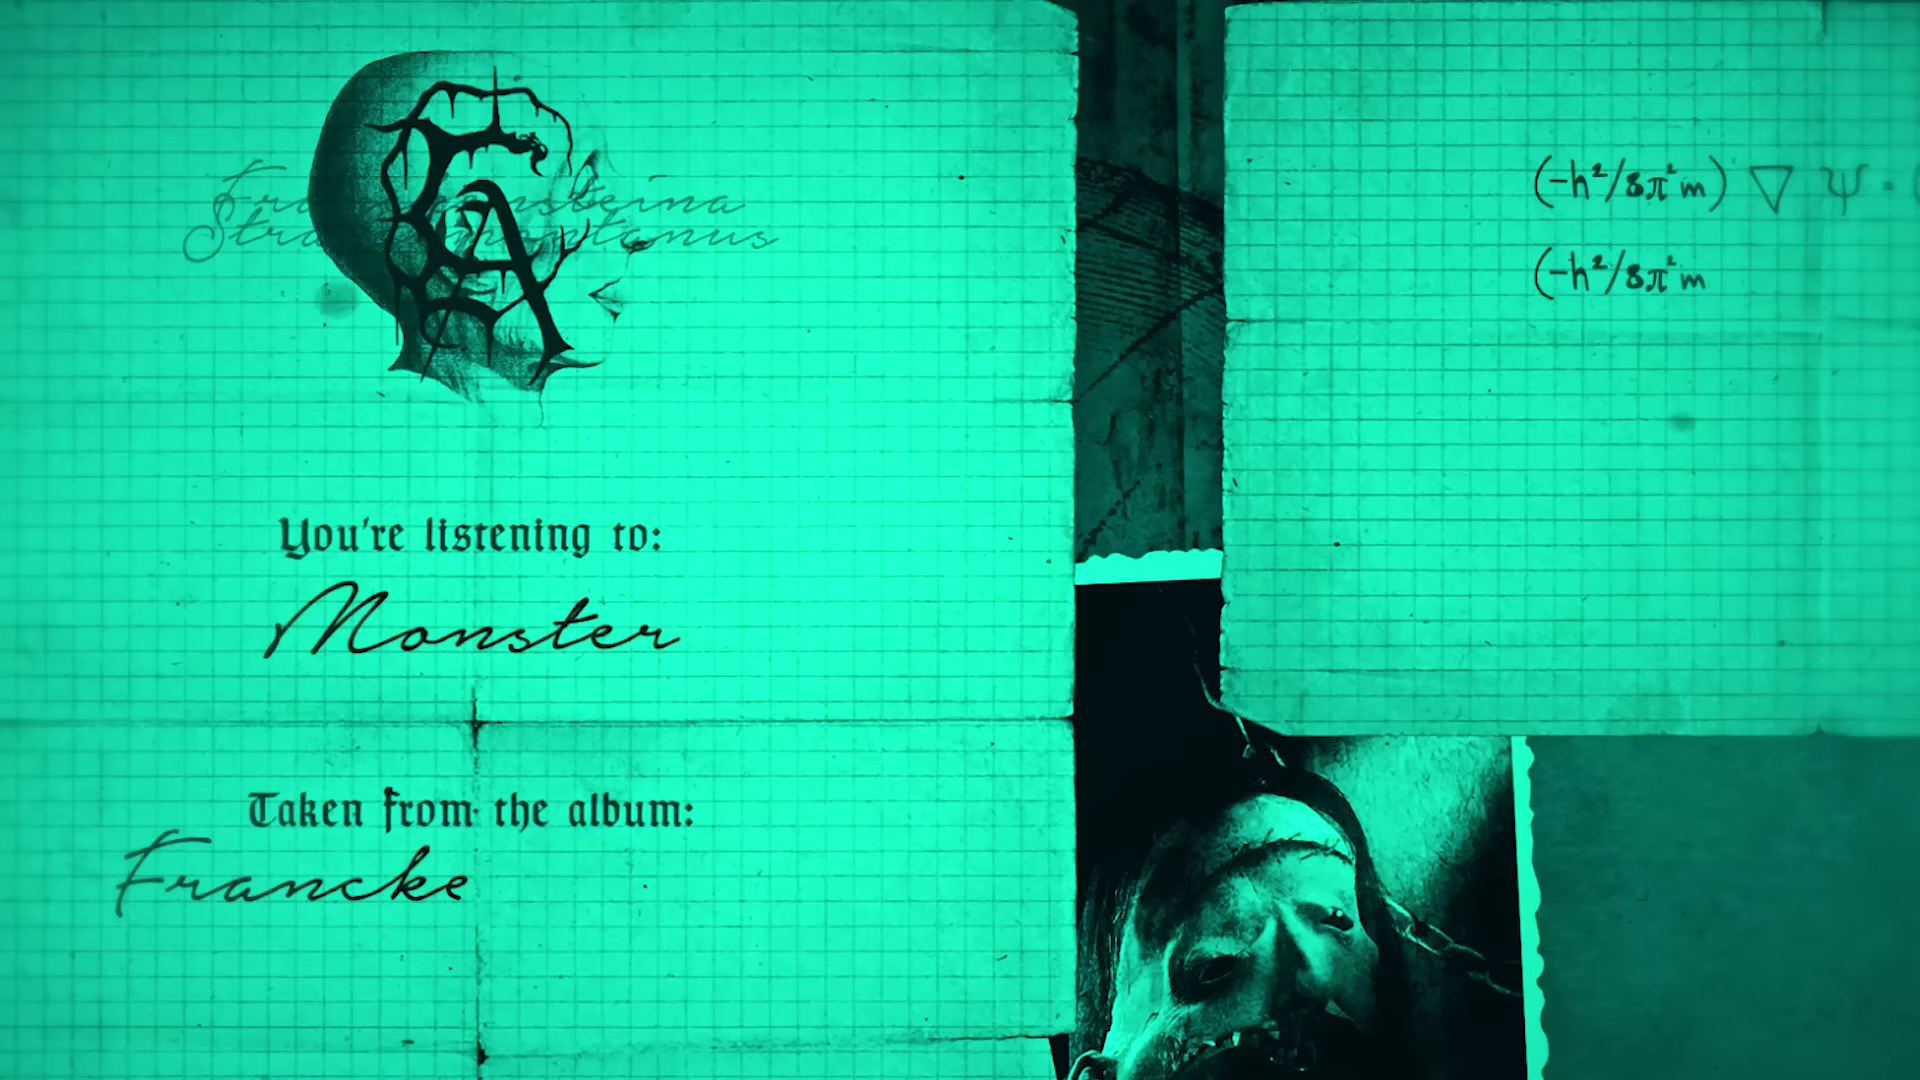 You're listening to:
Monster
Taken from the album:
Francke
(-h²/8π²m) ▽ Ψ =
(-h²/8π²m